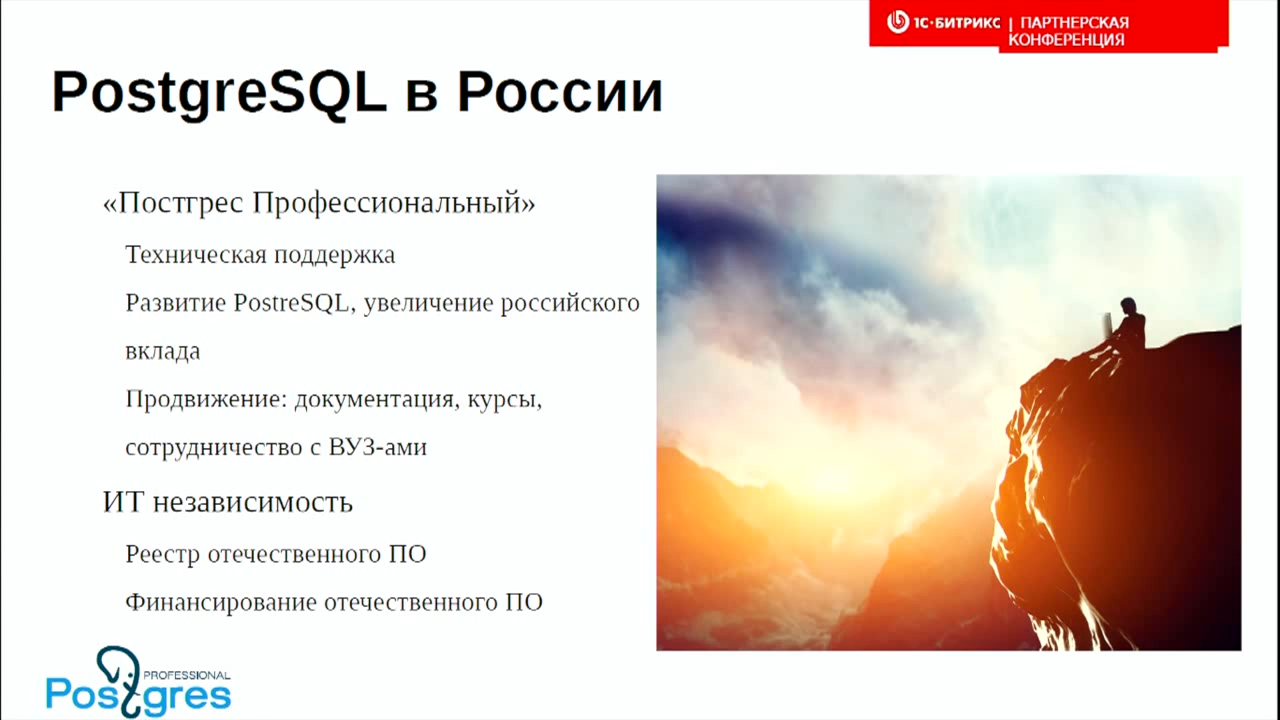 1С·БИТРИКС | ПАРТНЕРСКАЯ
КОНФЕРЕНЦИЯ
PostgreSQL в России
«Постгрес Профессиональный»
Техническая поддержка
Развитие PostreSQL, увеличение российского
вклада
Продвижение: документация, курсы,
сотрудничество с ВУЗ-ами
ИТ независимость
Реестр отечественного ПО
Финансирование отечественного ПО
PROFESSIONAL
Postgres